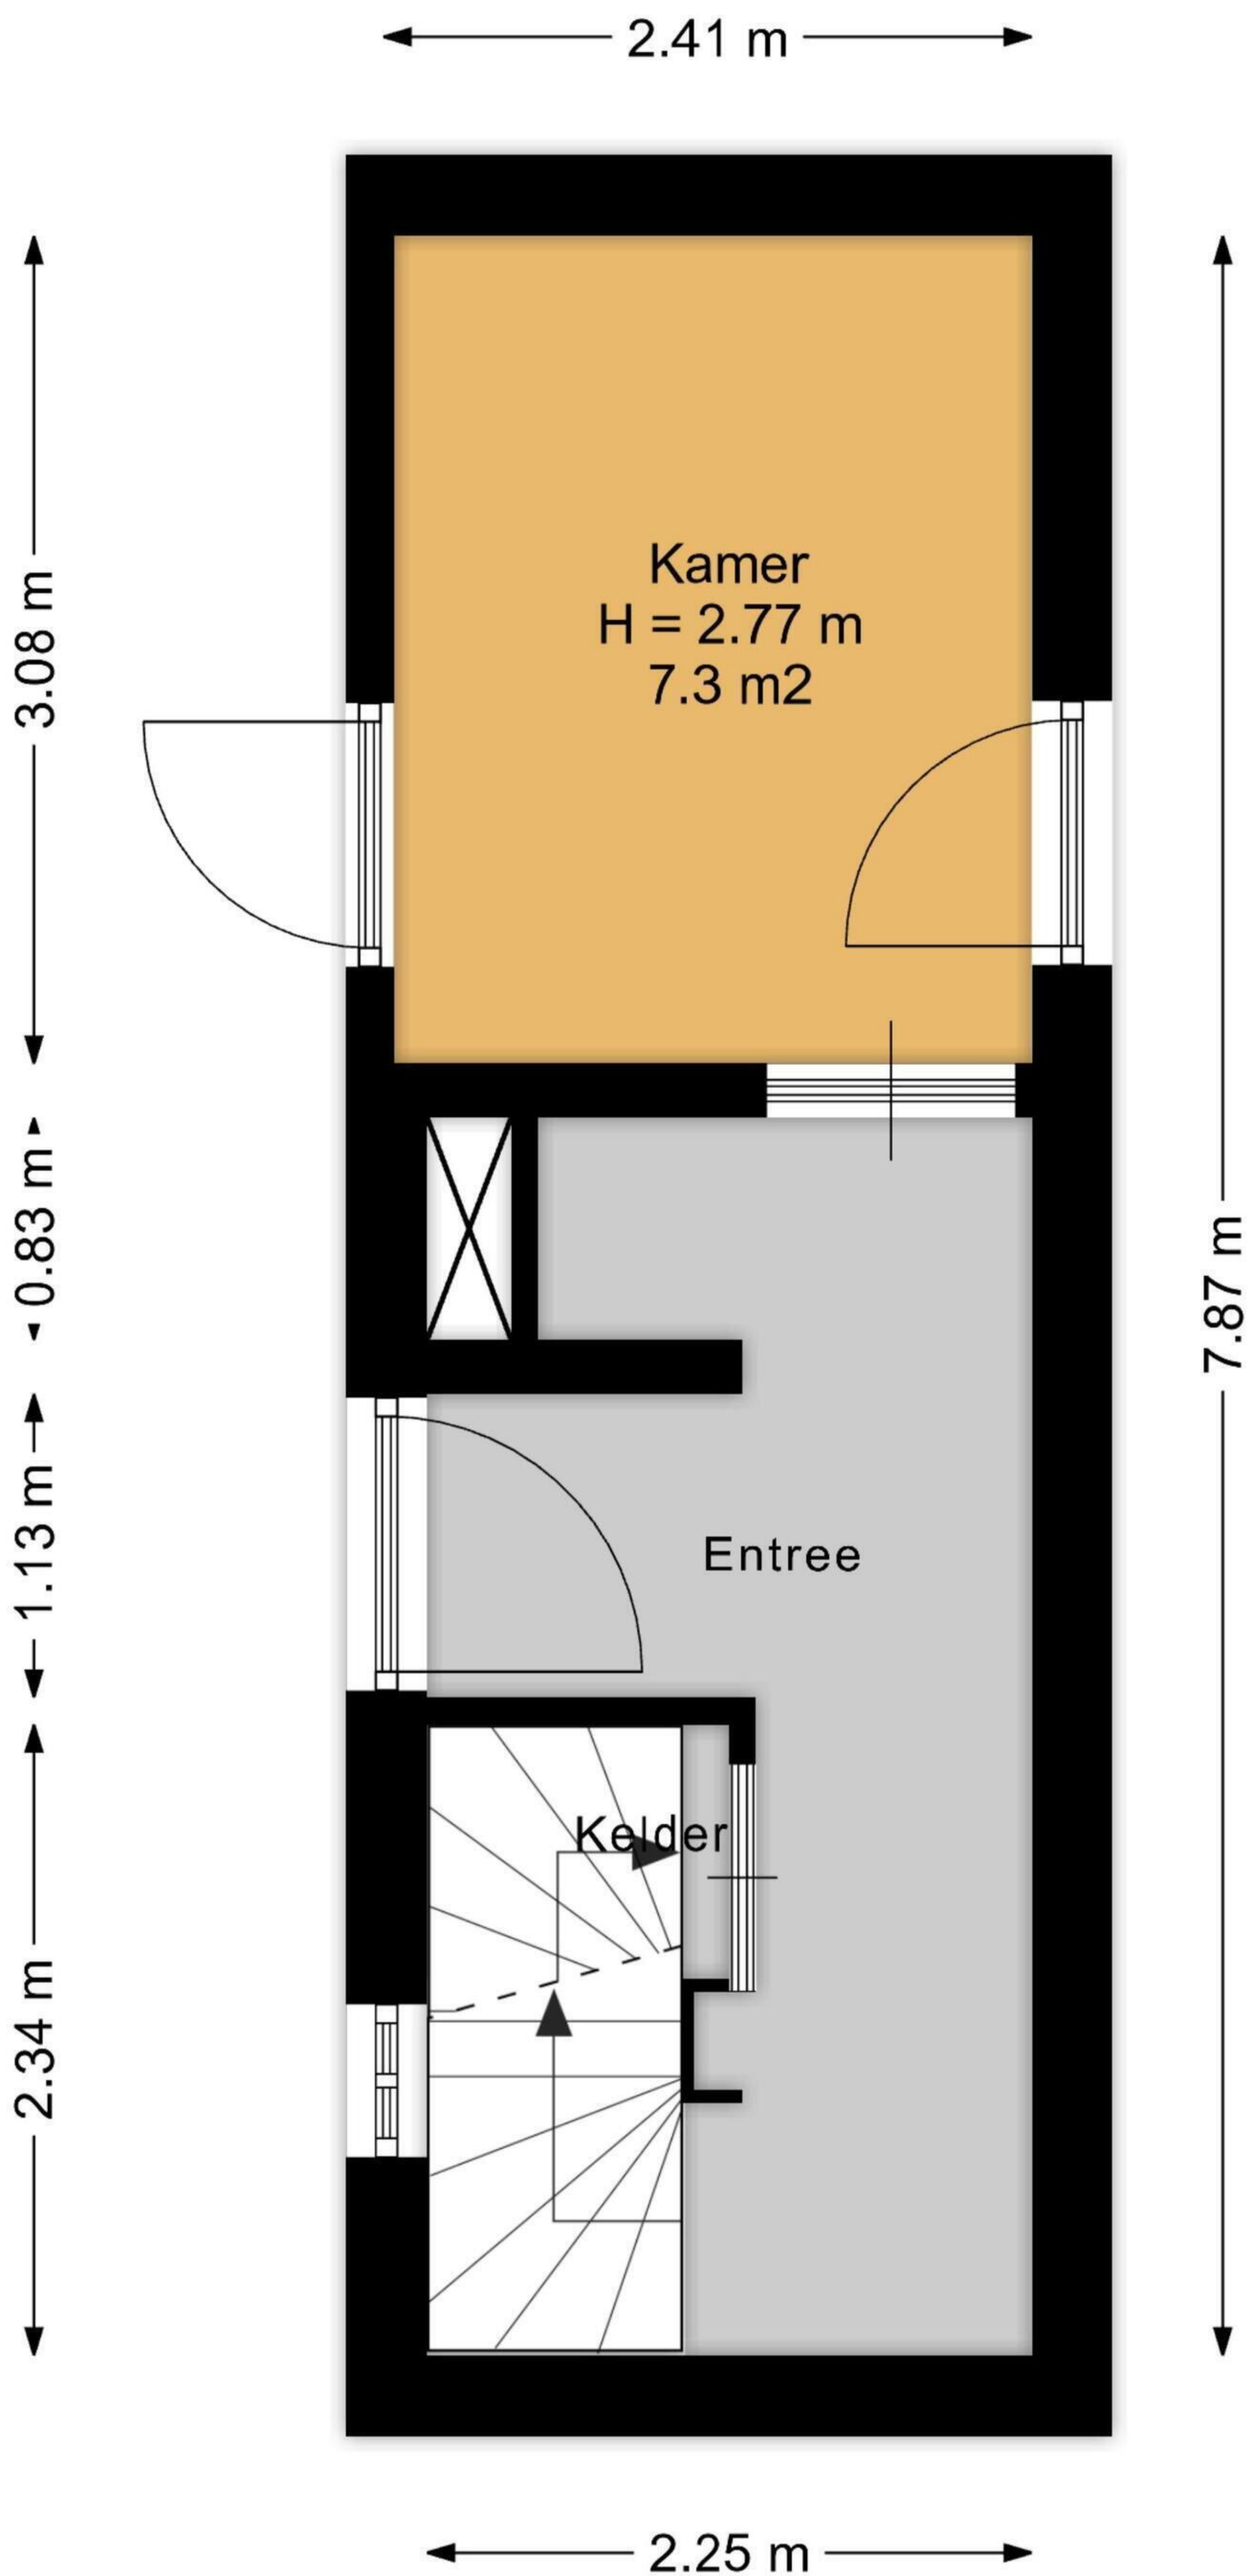 2.41 m
3.08 m
Kamer
H = 2.77 m
7.3 m2
0.83 m
7.87 m
1.13 m
Entree
Kelder
2.34 m
2.25 m